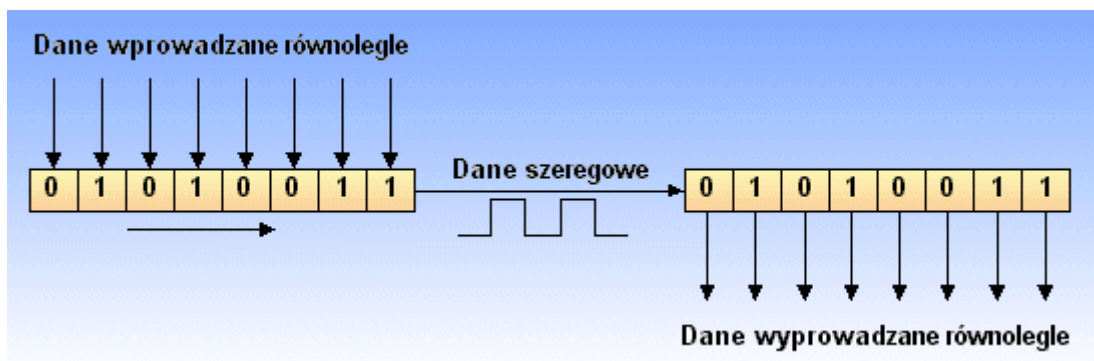 Dane wprowadzane równolegle
0 1 0 1 0 0 1 1
Dane szeregowe
0 1 0 1 0 0 1 1
Dane wyprowadzane równolegle